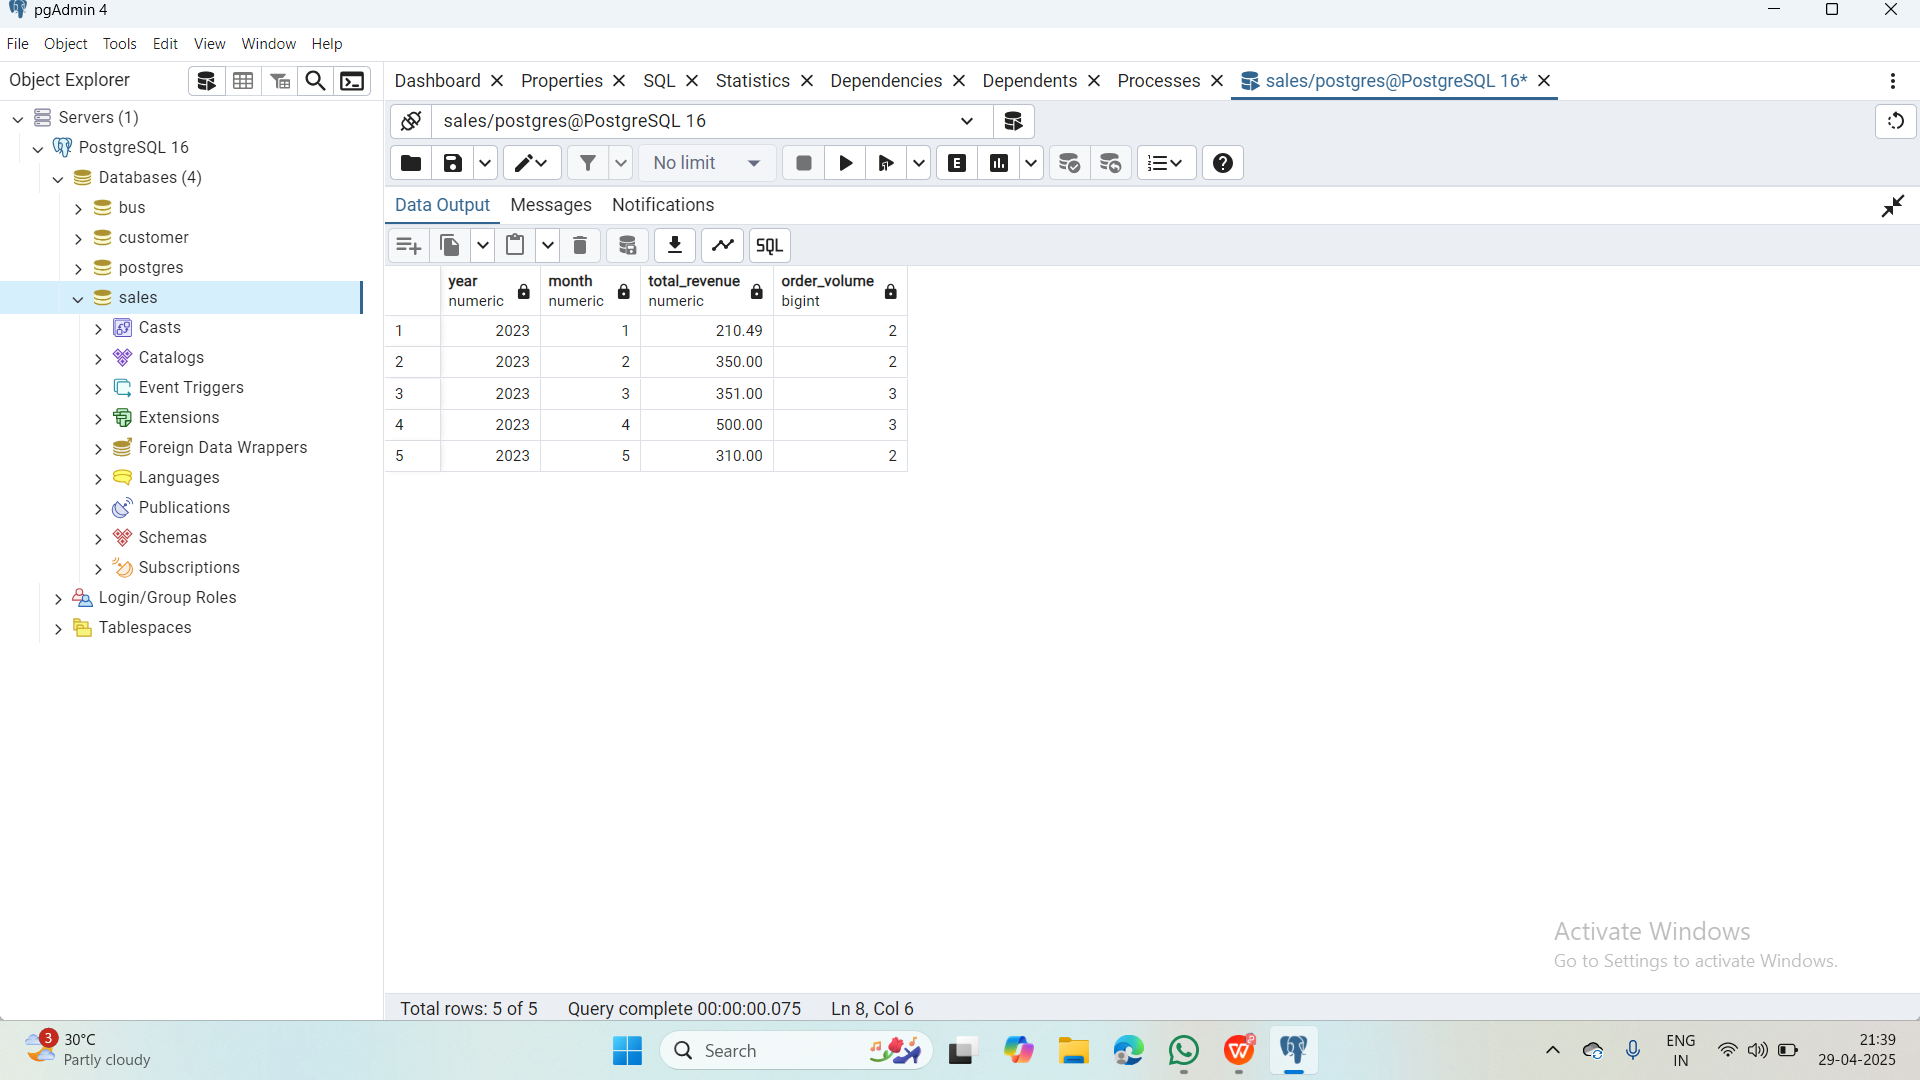 pgAdmin 4
File Object Tools Edit View Window Help
Object Explorer
Dashboard Properties SQL Statistics Dependencies Dependents Processes sales/postgres@PostgreSQL 16*
Servers (1)
PostgreSQL 16
Databases (4)
bus
customer
postgres
sales
Casts
Catalogs
Event Triggers
Extensions
Foreign Data Wrappers
Languages
Publications
Schemas
Subscriptions
Login/Group Roles
Tablespaces
sales/postgres@PostgreSQL 16
No limit E
Data Output Messages Notifications
SQL
year month total_revenue order_volume
numeric numeric numeric bigint
1 2023 1 210.49 2
2 2023 2 350.00 2
3 2023 3 351.00 3
4 2023 4 500.00 3
5 2023 5 310.00 2
Activate Windows
Go to Settings to activate Windows.
Total rows: 5 of 5 Query complete 00:00:00.075 Ln 8, Col 6
3 30°C
Partly cloudy
Search
ENG
IN
21:39
29-04-2025